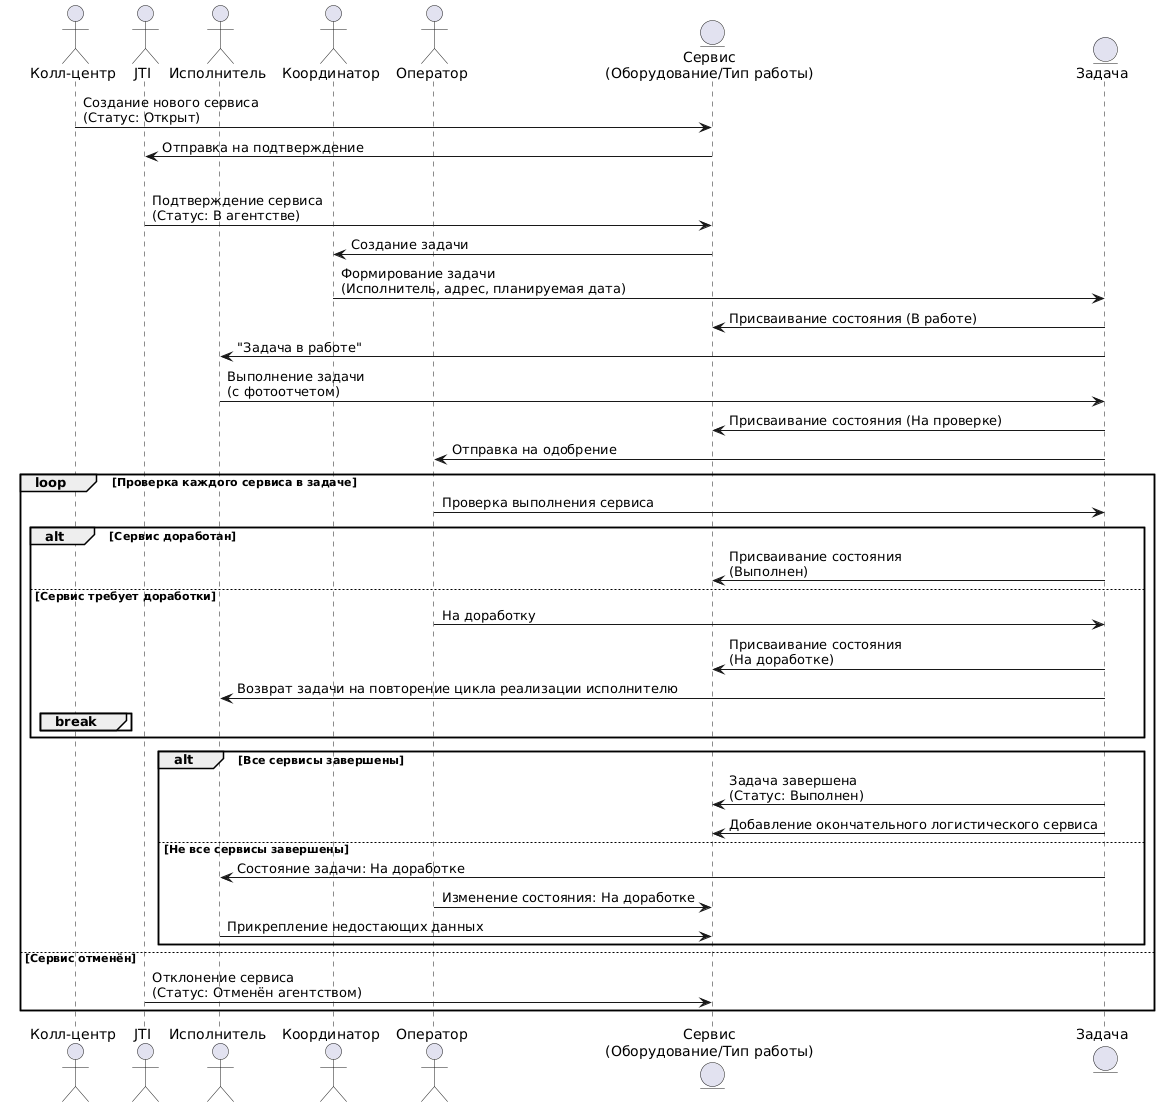 Колл-центр
JTI
Исполнитель
Координатор
Оператор
Сервис
(Оборудование/Тип работы)
Задача
Создание нового сервиса
(Статус: Открыт)
Отправка на подтверждение
Подтверждение сервиса
(Статус: В агентстве)
Создание задачи
Формирование задачи
(Исполнитель, адрес, планируемая дата)
Присваивание состояния (В работе)
"Задача в работе"
Выполнение задачи
(с фотоотчетом)
Присваивание состояния (На проверке)
Отправка на одобрение
loop [Проверка каждого сервиса в задаче]
Проверка выполнения сервиса
alt [Сервис доработан]
Присваивание состояния
(Выполнен)
[Сервис требует доработки]
На доработку
Присваивание состояния
(На доработке)
Возврат задачи на повторение цикла реализации исполнителю
break
alt [Все сервисы завершены]
Задача завершена
(Статус: Выполнен)
Добавление окончательного логистического сервиса
[Не все сервисы завершены]
Состояние задачи: На доработке
Изменение состояния: На доработке
Прикрепление недостающих данных
[Сервис отменён]
Отклонение сервиса
(Статус: Отменён агентством)
Колл-центр
JTI
Исполнитель
Координатор
Оператор
Сервис
(Оборудование/Тип работы)
Задача